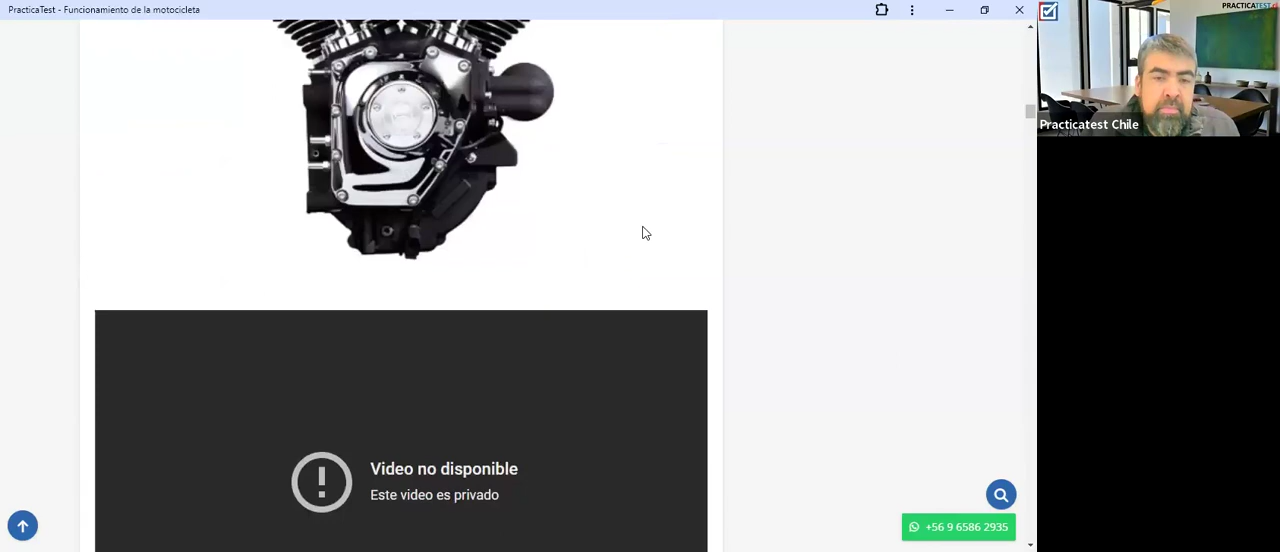 PracticaTest - Funcionamiento de la motocicleta
PRACTICATEST.cl
Practicatest Chile
Video no disponible
Este video es privado
+56 9 6586 2935